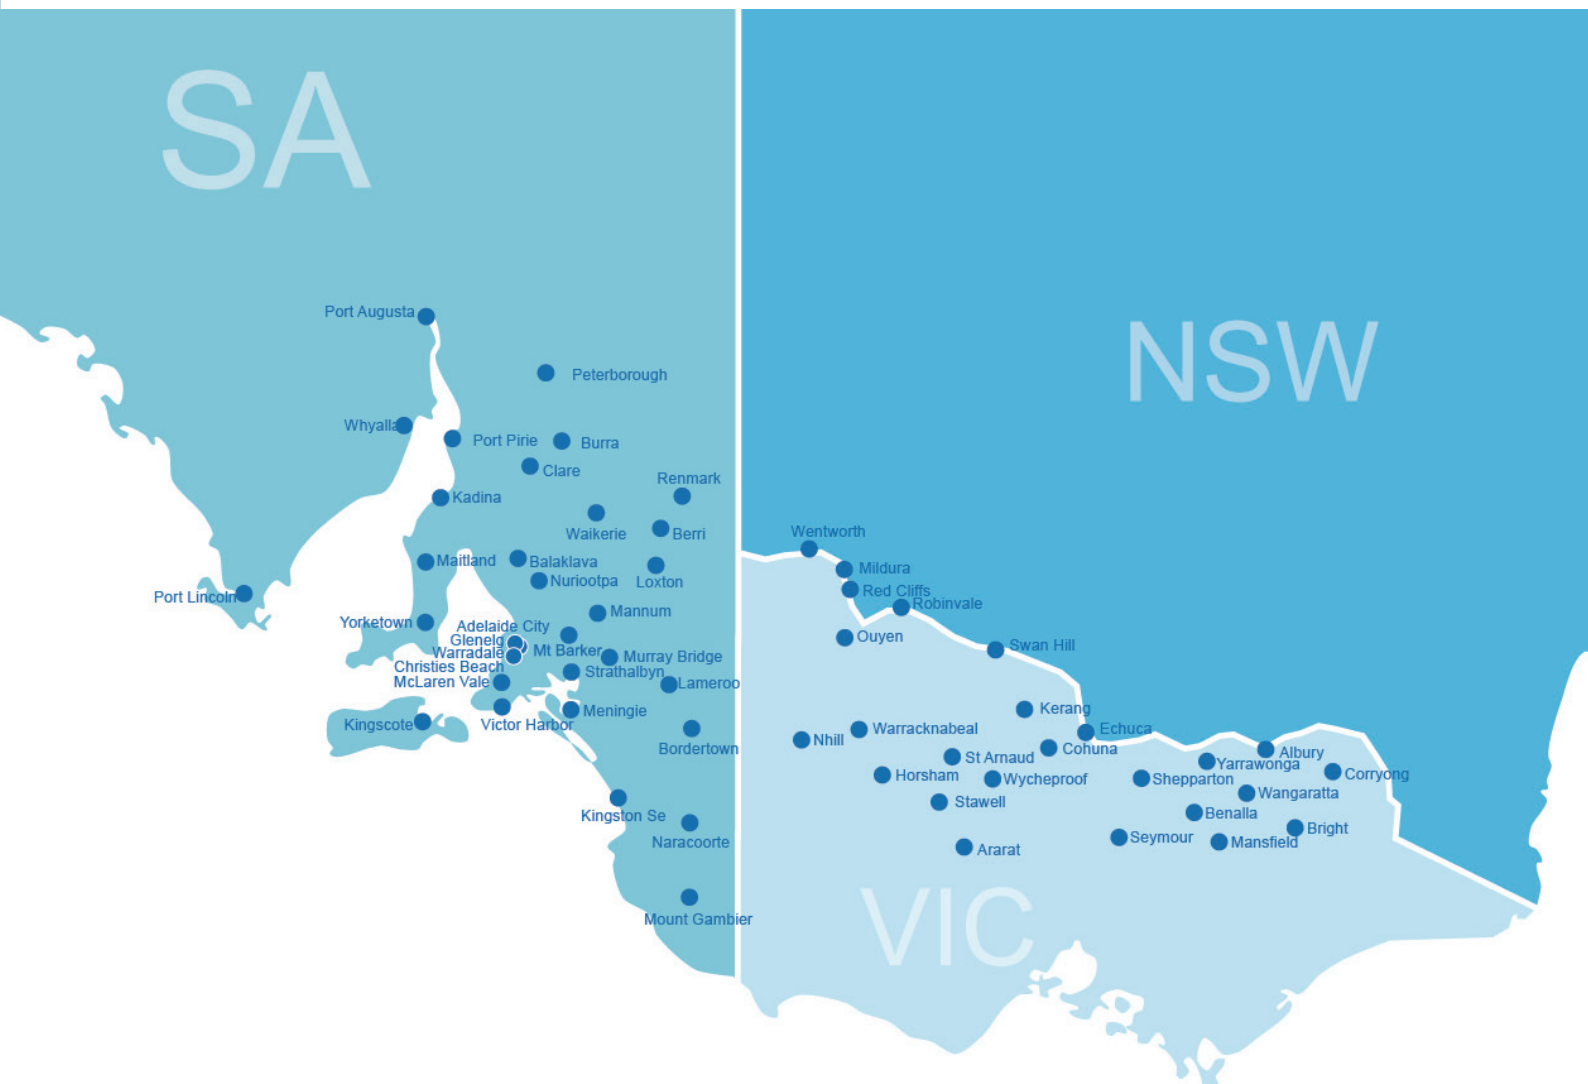 SA
NSW
Port Augusta
Peterborough
Whyalla
Port Pirie
Burra
Clare
Renmark
Kadina
Waikerie
Berri
Wentworth
Maitland
Balaklava
Mildura
Nuriootpa
Loxton
Red Cliffs
Port Lincoln
Robinvale
Mannum
Yorketown
Adelaide City
Ouyen
Glenelg
Swan Hill
Mt Barker
Warradale
Murray Bridge
Christies Beach
Strathalbyn
McLaren Vale
Lameroo
Kerang
Meningie
Kingscote
Victor Harbor
Warracknabeal
Echuca
Nhill
Bordertown
Cohuna
Albury
St Arnaud
Yarrawonga
Horsham
Wycheproof
Shepparton
Corryong
Wangaratta
Stawell
Kingston Se
Benalla
Bright
Naracoorte
Seymour
Mansfield
Ararat
Mount Gambier
VIC